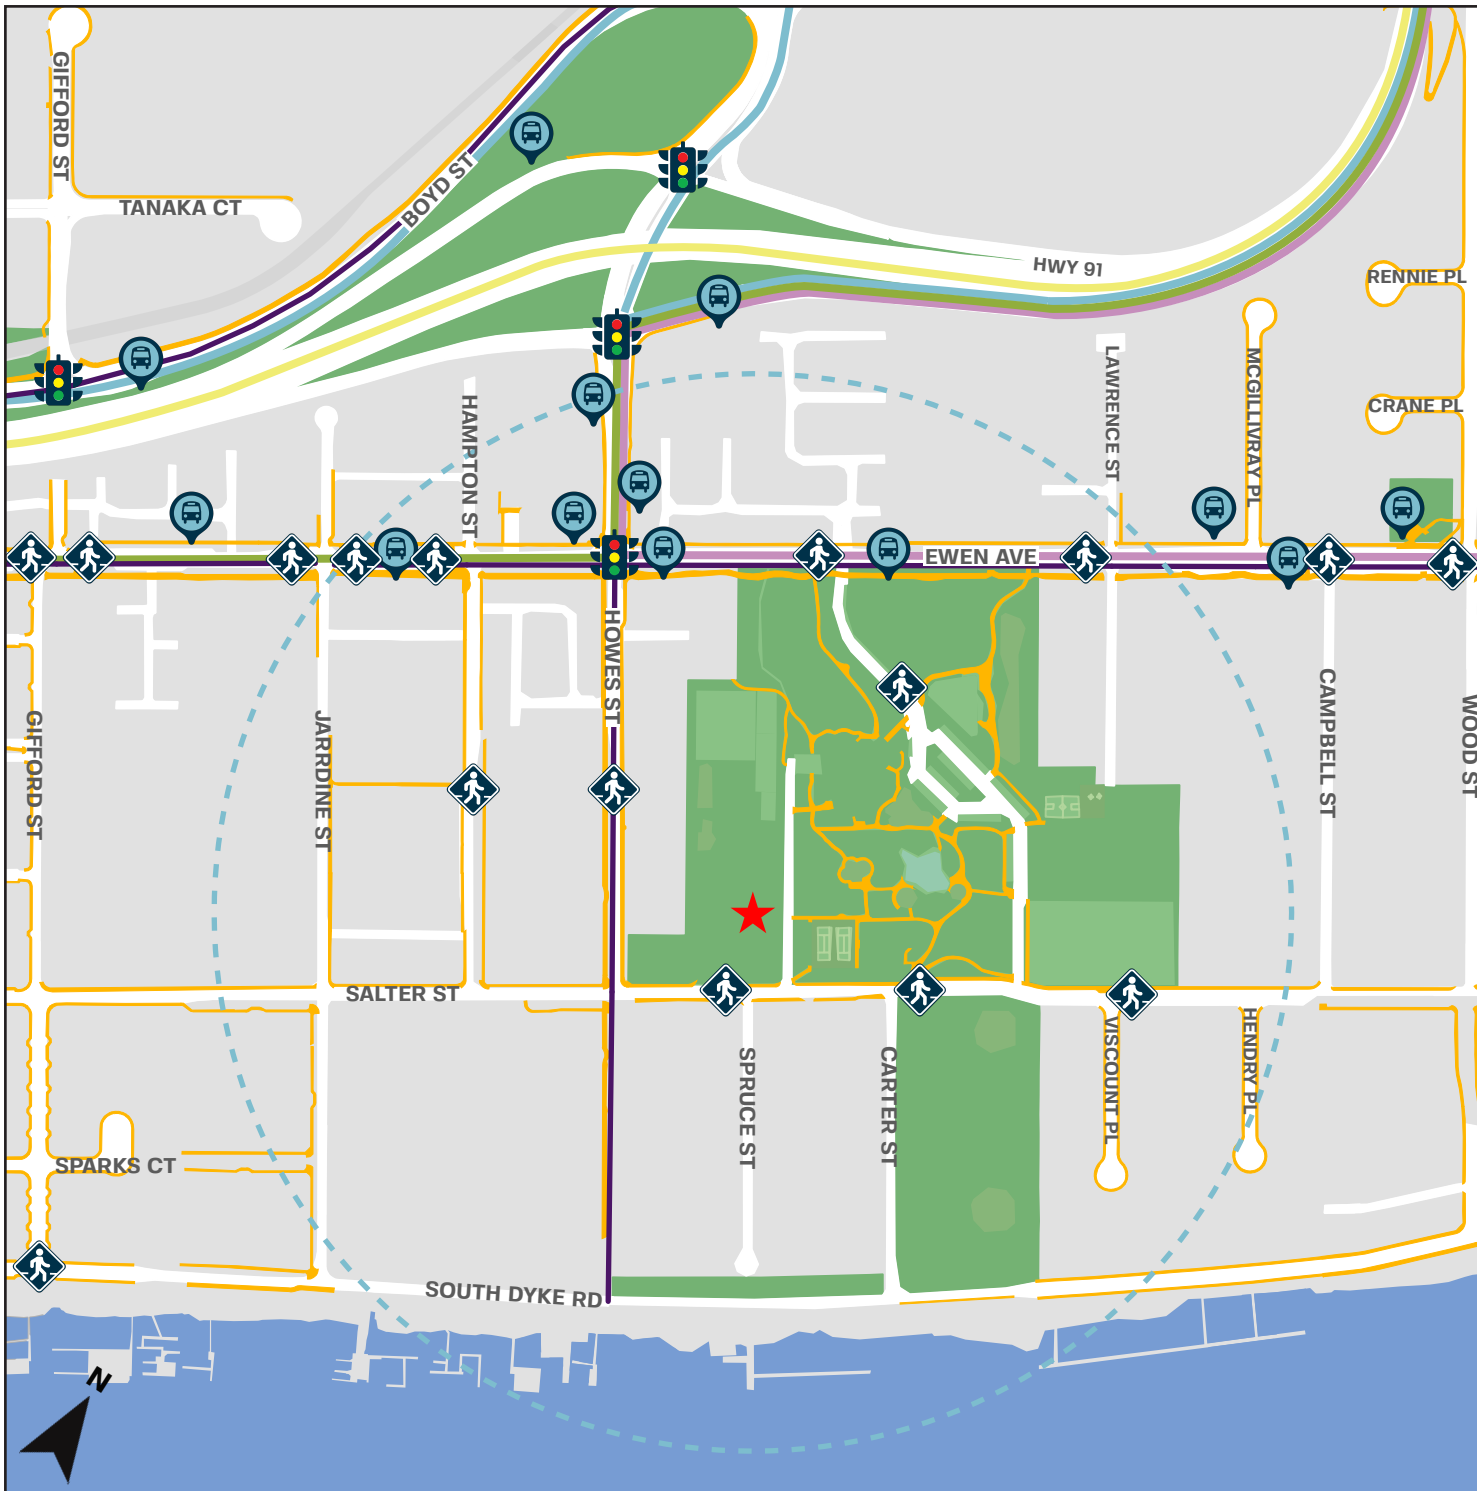 GIFFORD ST
TANAKA CT
BOYD ST
HWY 91
RENNIE PL
CRANE PL
MCGILLIVRAY PL
LAWRENCE ST
HAMPTON ST
EWEN AVE
HOWES ST
GIFFORD ST
JARRDINE ST
CAMPBELL ST
WOOD ST
SALTER ST
SPRUCE ST
CARTER ST
VISCOUNT PL
HENDRY PL
SPARKS CT
SOUTH DYKE RD
N